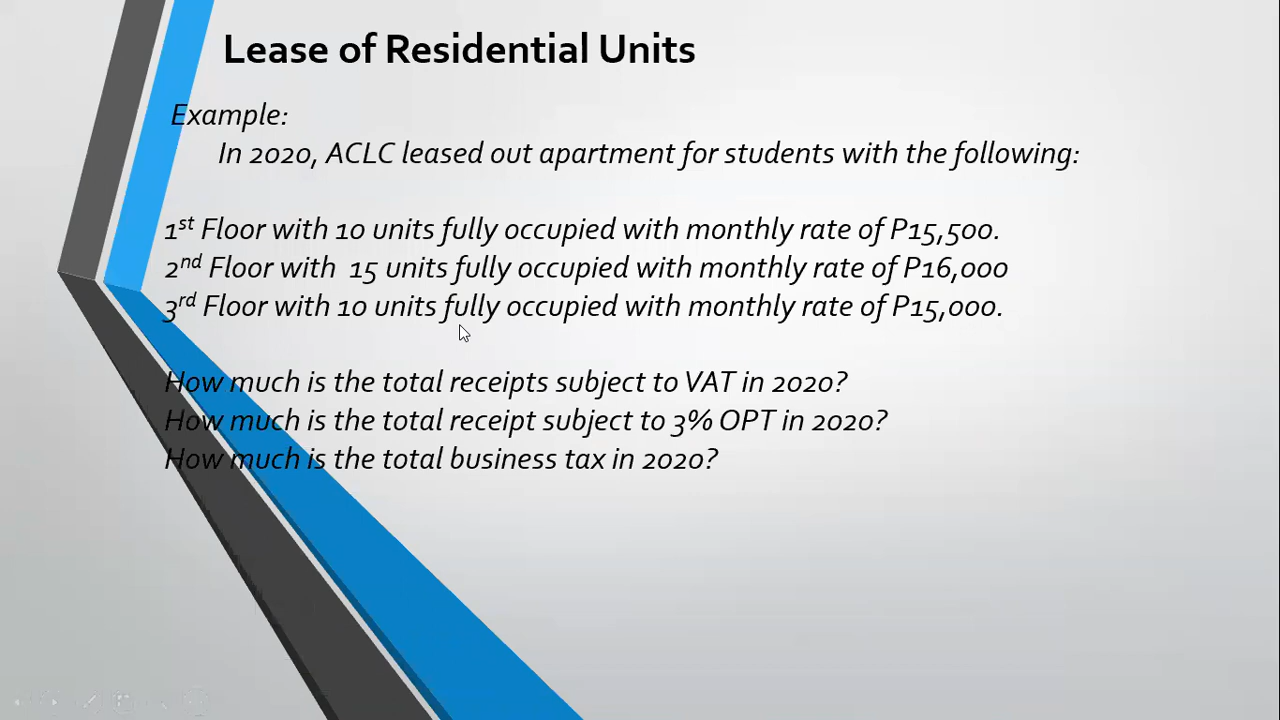 Lease of Residential Units
Example:
In 2020, ACLC leased out apartment for students with the following:
1st Floor with 10 units fully occupied with monthly rate of P15,500.
2nd Floor with 15 units fully occupied with monthly rate of P16,000
3rd Floor with 10 units fully occupied with monthly rate of P15,000.
How much is the total receipts subject to VAT in 2020?
How much is the total receipt subject to 3% OPT in 2020?
How much is the total business tax in 2020?